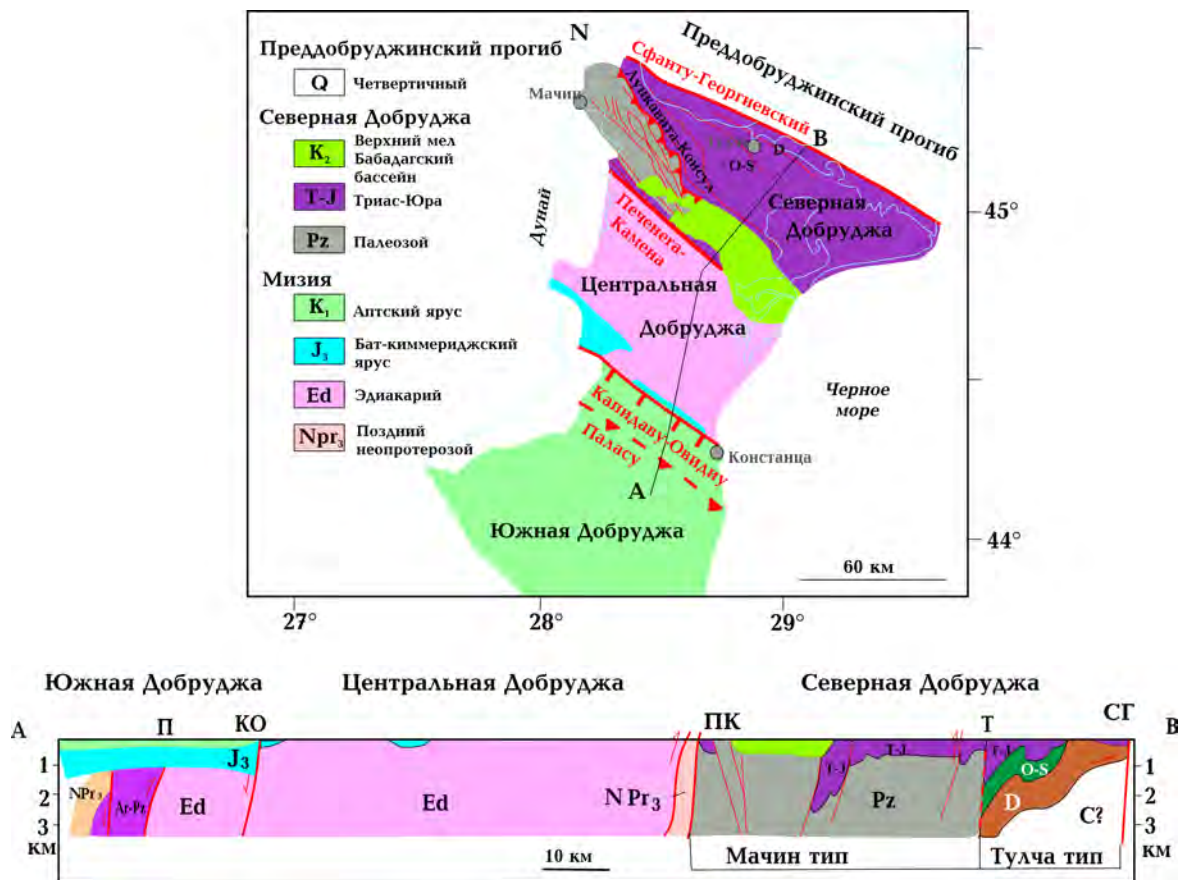 N
Преддобруджинский прогиб
Q Четвертичный
Северная Добруджа
K₂ Верхний мел
Бабадагский
бассейн
T-J Триас-Юра
Pz Палеозой
Мизия
K₁ Аптский ярус
J₃ Бат-киммериджский
ярус
Ed Эдиакарий
Npr₃ Поздний
неопротерозой
Преддобруджинский прогиб
Сфанту-Георгиевский
Мачин
Лункавита-Консул
B
D
O-S
Северная
Добруджа
Дунай
Печенега-
Камена
Центральная
Добруджа
Черное
море
Капидаву-Овидиу
Паласу
Констанца
A
Южная Добруджа
45°
44°
60 км
27°
28°
29°
Южная Добруджа
Центральная Добруджа
Северная Добруджа
A
П
КО
ПК
Т
СГ
B
1
2
3
км
J₃
NPr₃
Ar-Pz
Ed
Ed
N Pr₃
T-J
T-J
Pz
T-J
O-S
D
C?
1
2
3
км
10 км
Мачин тип
Тулча тип